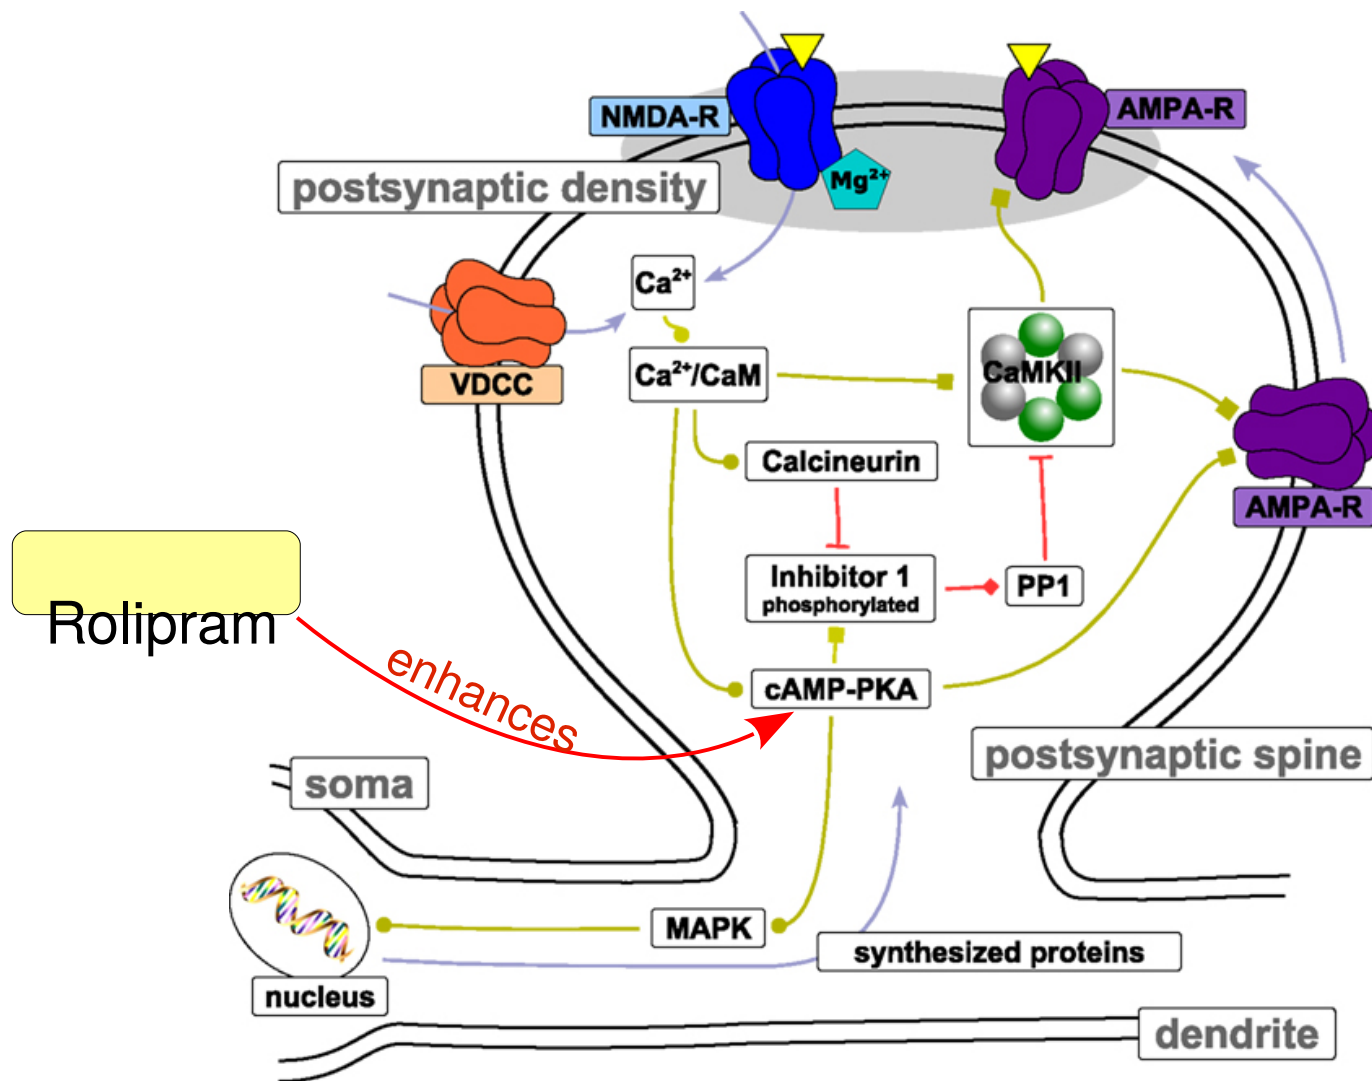 NMDA-R
AMPA-R
Mg²⁺
postsynaptic density
Ca²⁺
VDCC
Ca²⁺/CaM
CaMKII
Calcineurin
AMPA-R
Inhibitor 1
phosphorylated
PP1
Rolipram
enhances
cAMP-PKA
postsynaptic spine
soma
MAPK
synthesized proteins
nucleus
dendrite